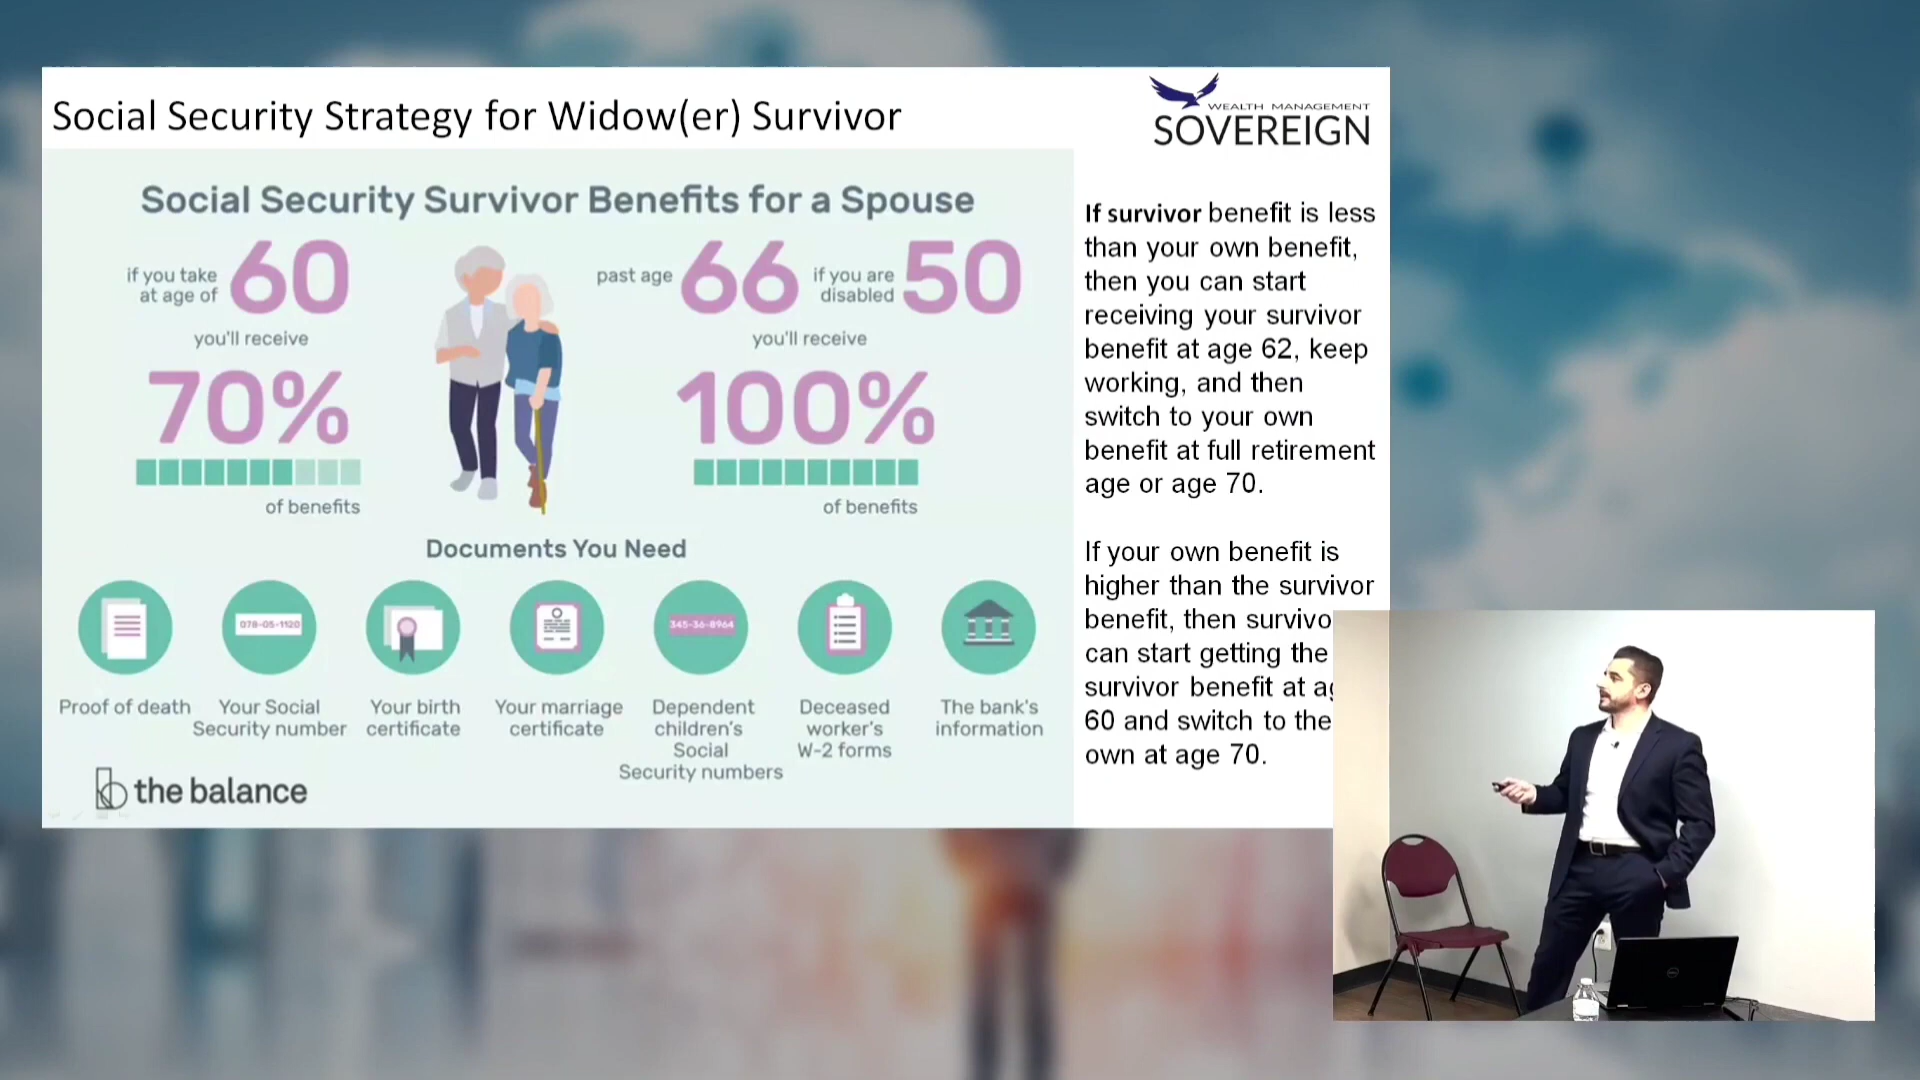 Social Security Strategy for Widow(er) Survivor
WEALTH MANAGEMENT
SOVEREIGN
Social Security Survivor Benefits for a Spouse
if you take
at age of
60
you'll receive
70%
of benefits
past age
66
if you are
disabled
50
you'll receive
100%
of benefits
Documents You Need
078-05-1120
345-36-8964
Proof of death
Your Social
Security number
Your birth
certificate
Your marriage
certificate
Dependent
children's
Social
Security numbers
Deceased
worker's
W-2 forms
The bank's
information
the balance
If survivor benefit is less
than your own benefit,
then you can start
receiving your survivor
benefit at age 62, keep
working, and then
switch to your own
benefit at full retirement
age or age 70.
If your own benefit is
higher than the survivor
benefit, then survivo
can start getting the
survivor benefit at ag
60 and switch to the
own at age 70.